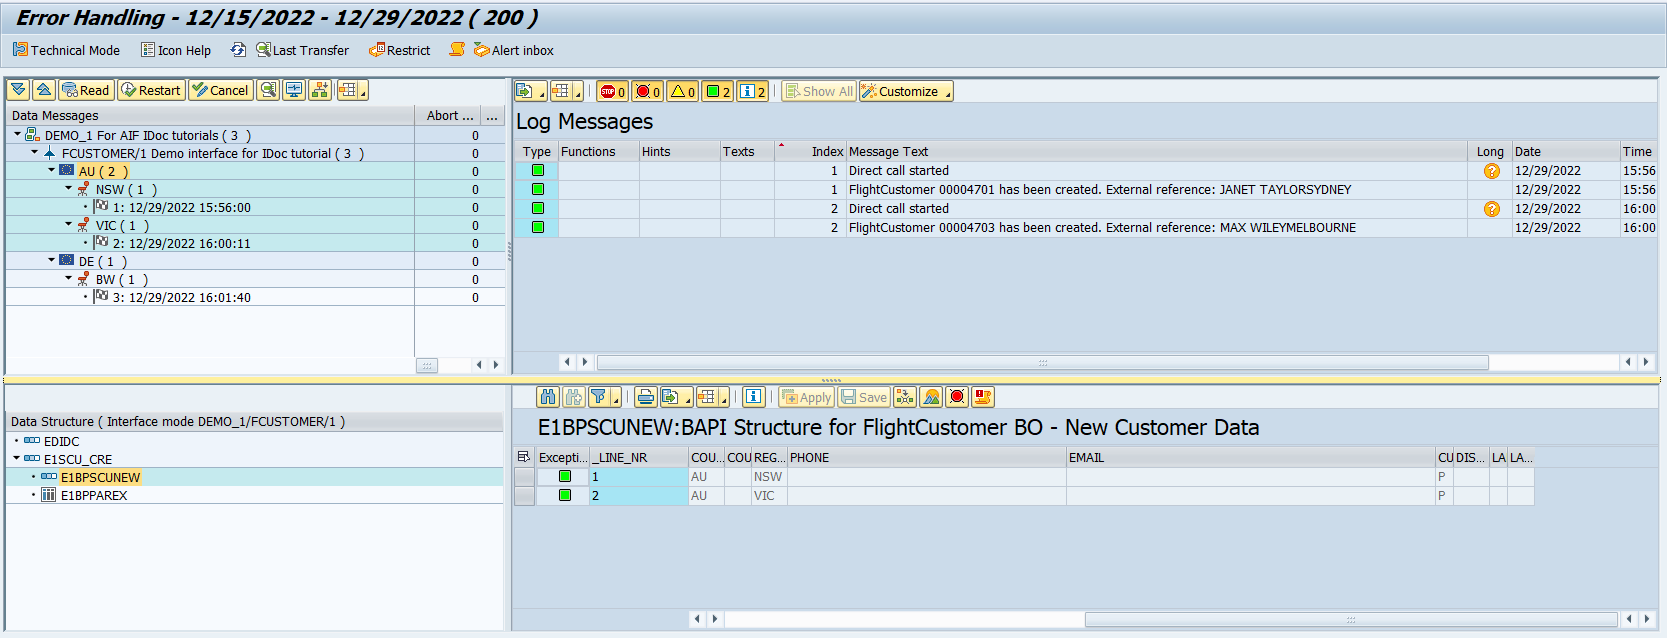 Error Handling - 12/15/2022 - 12/29/2022 ( 200 )
Technical Mode Icon Help Last Transfer Restrict Alert inbox
Read Restart Cancel
Data Messages Abort ... ...
DEMO_1 For AIF IDoc tutorials ( 3 ) 0
FCUSTOMER/1 Demo interface for IDoc tutorial ( 3 ) 0
AU ( 2 ) 0
NSW ( 1 ) 0
1: 12/29/2022 15:56:00 0
VIC ( 1 ) 0
2: 12/29/2022 16:00:11 0
DE ( 1 ) 0
BW ( 1 ) 0
3: 12/29/2022 16:01:40 0
STOP 0 0 0 2 2 Show All Customize
Log Messages
Type Functions Hints Texts Index Message Text Long Date Time
1 Direct call started 12/29/2022 15:56
1 FlightCustomer 00004701 has been created. External reference: JANET TAYLORSYDNEY 12/29/2022 15:56
2 Direct call started 12/29/2022 16:00
2 FlightCustomer 00004703 has been created. External reference: MAX WILEYMELBOURNE 12/29/2022 16:00
Data Structure ( Interface mode DEMO_1/FCUSTOMER/1 )
EDIDC
E1SCU_CRE
E1BPSCUNEW
E1BPPAREX
Apply Save
E1BPSCUNEW:BAPI Structure for FlightCustomer BO - New Customer Data
Excepti... _LINE_NR COU... COU REG... PHONE EMAIL CU DIS... LA LA...
1 AU NSW P
2 AU VIC P